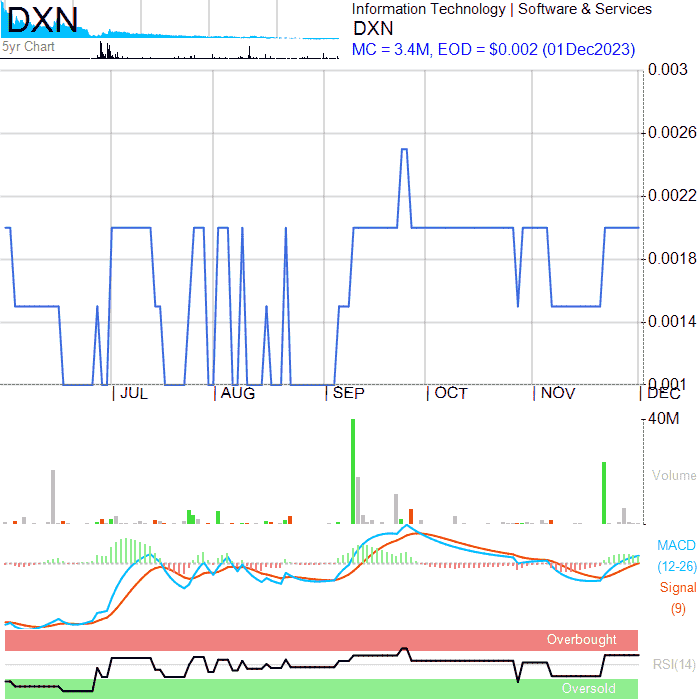 DXN
5yr Chart
Information Technology | Software & Services
DXN
MC = 3.4M, EOD = $0.002 (01Dec2023)
0.003
0.0026
0.0022
0.0018
0.0014
0.001
JUL
AUG
SEP
OCT
NOV
DEC
40M
Volume
MACD
(12-26)
Signal
(9)
Overbought
RSI(14)
Oversold